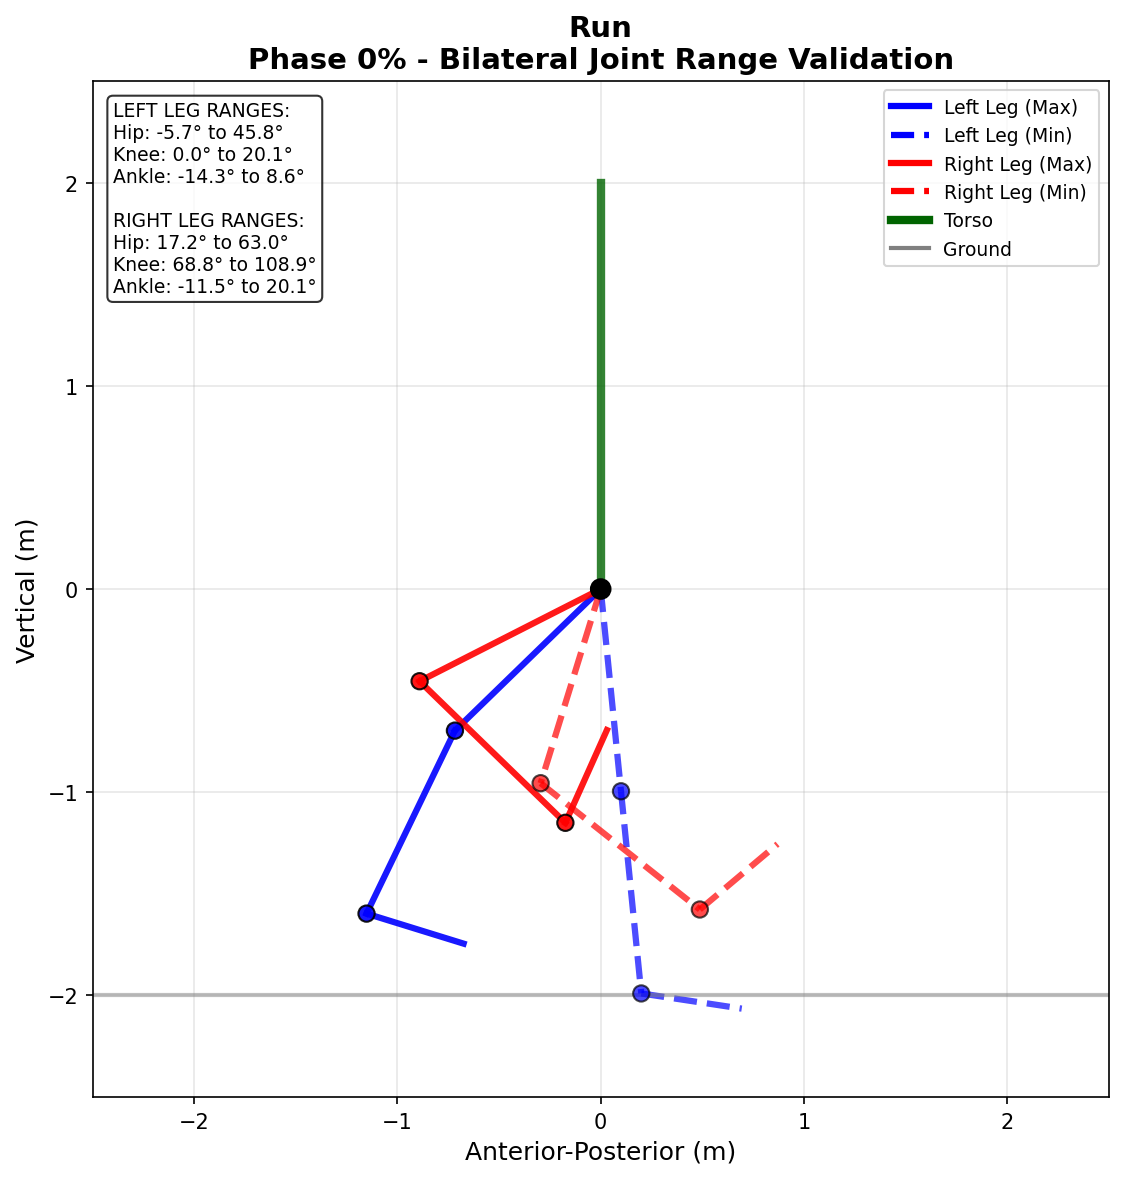 Run
Phase 0% - Bilateral Joint Range Validation
LEFT LEG RANGES:
Hip: -5.7° to 45.8°
Knee: 0.0° to 20.1°
Ankle: -14.3° to 8.6°
RIGHT LEG RANGES:
Hip: 17.2° to 63.0°
Knee: 68.8° to 108.9°
Ankle: -11.5° to 20.1°
Left Leg (Max)
Left Leg (Min)
Right Leg (Max)
Right Leg (Min)
Torso
Ground
2
1
0
−1
−2
Vertical (m)
−2
−1
0
1
2
Anterior-Posterior (m)